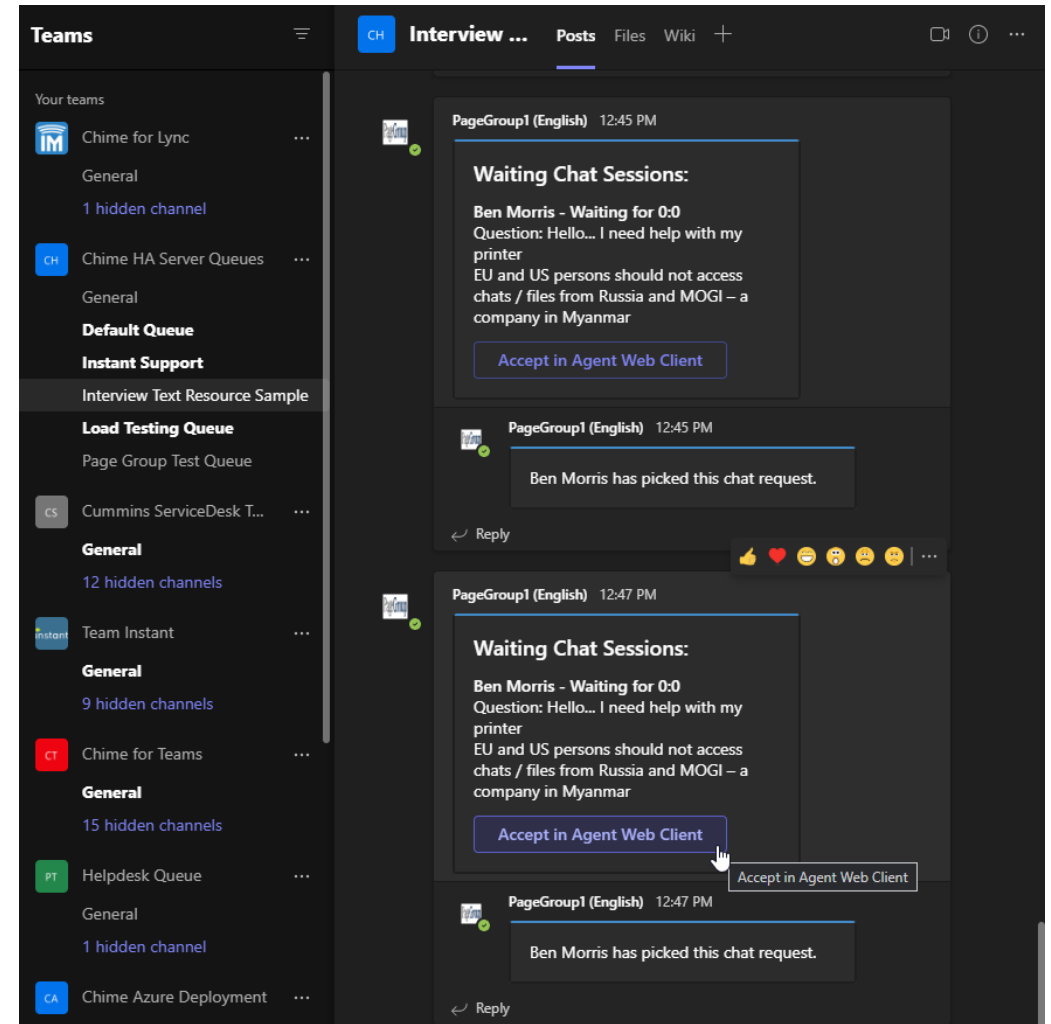 Teams
Your teams
Chime for Lync
General
1 hidden channel
CH
Chime HA Server Queues
General
Default Queue
Instant Support
Interview Text Resource Sample
Load Testing Queue
Page Group Test Queue
CS
Cummins ServiceDesk T...
General
12 hidden channels
instant
Team Instant
General
9 hidden channels
CT
Chime for Teams
General
15 hidden channels
PT
Helpdesk Queue
General
1 hidden channel
CA
Chime Azure Deployment
CH
Interview ...
Posts
Files
Wiki
PageGroup1 (English) 12:45 PM
Waiting Chat Sessions:
Ben Morris - Waiting for 0:0
Question: Hello... I need help with my
printer
EU and US persons should not access
chats / files from Russia and MOGI – a
company in Myanmar
Accept in Agent Web Client
PageGroup1 (English) 12:45 PM
Ben Morris has picked this chat request.
Reply
PageGroup1 (English) 12:47 PM
Waiting Chat Sessions:
Ben Morris - Waiting for 0:0
Question: Hello... I need help with my
printer
EU and US persons should not access
chats / files from Russia and MOGI – a
company in Myanmar
Accept in Agent Web Client
Accept in Agent Web Client
PageGroup1 (English) 12:47 PM
Ben Morris has picked this chat request.
Reply